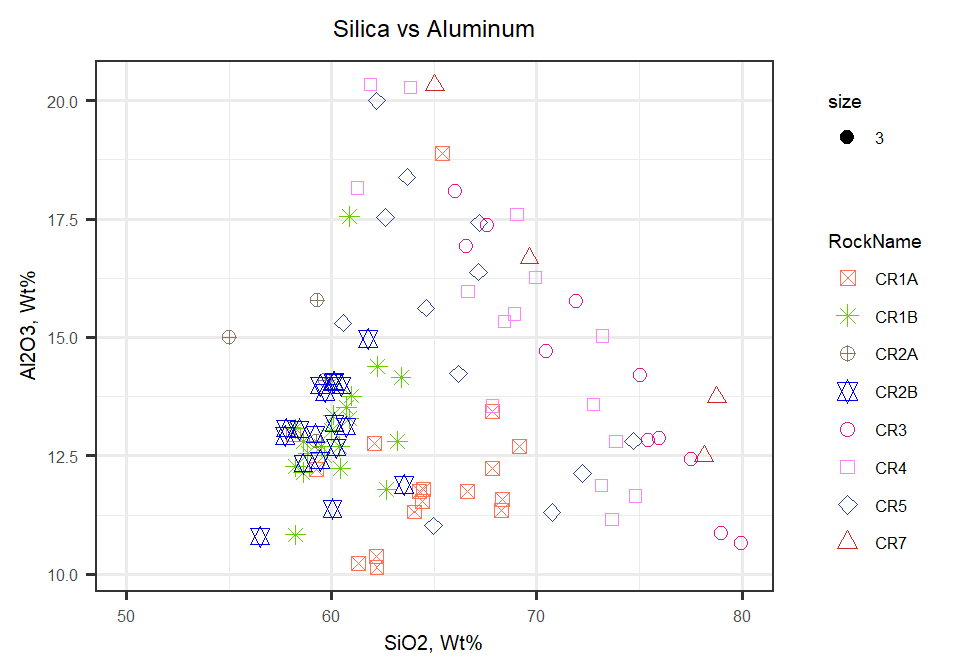 Silica vs Aluminum
Al2O3, Wt%
20.0
17.5
15.0
12.5
10.0
50
60
70
80
SiO2, Wt%
size
3
RockName
CR1A
CR1B
CR2A
CR2B
CR3
CR4
CR5
CR7